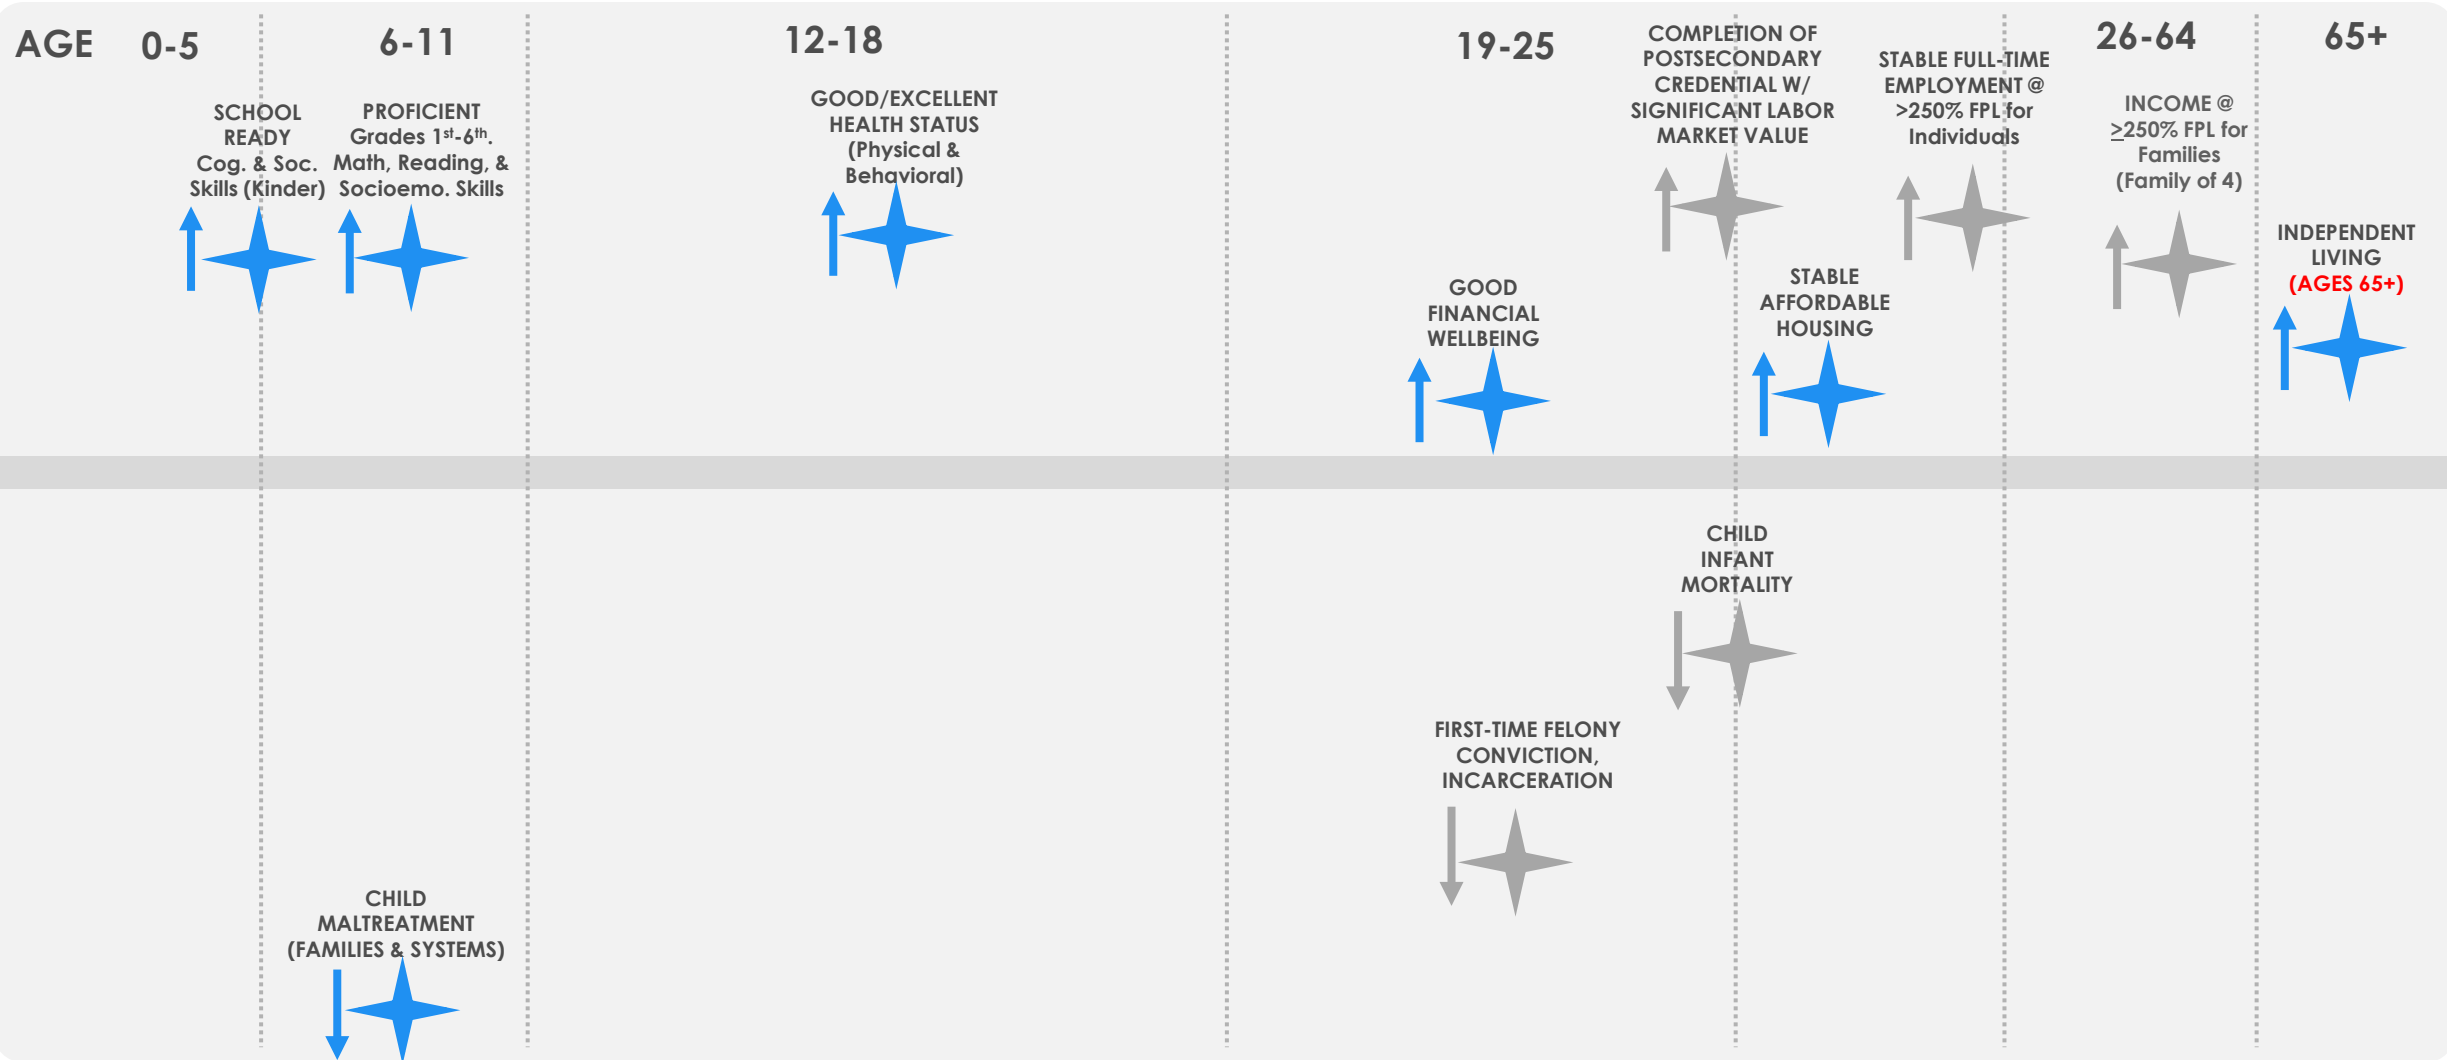 AGE
0-5
6-11
12-18
19-25
26-64
65+
SCHOOL
READY
Cog. & Soc.
Skills (Kinder)
PROFICIENT
Grades 1st-6th.
Math, Reading, &
Socioemo. Skills
GOOD/EXCELLENT
HEALTH STATUS
(Physical &
Behavioral)
GOOD
FINANCIAL
WELLBEING
COMPLETION OF
POSTSECONDARY
CREDENTIAL W/
SIGNIFICANT LABOR
MARKET VALUE
STABLE
AFFORDABLE
HOUSING
STABLE FULL-TIME
EMPLOYMENT @
>250% FPL for
Individuals
INCOME @
>250% FPL for
Families
(Family of 4)
INDEPENDENT
LIVING
(AGES 65+)
CHILD
INFANT
MORTALITY
FIRST-TIME FELONY
CONVICTION,
INCARCERATION
CHILD
MALTREATMENT
(FAMILIES & SYSTEMS)